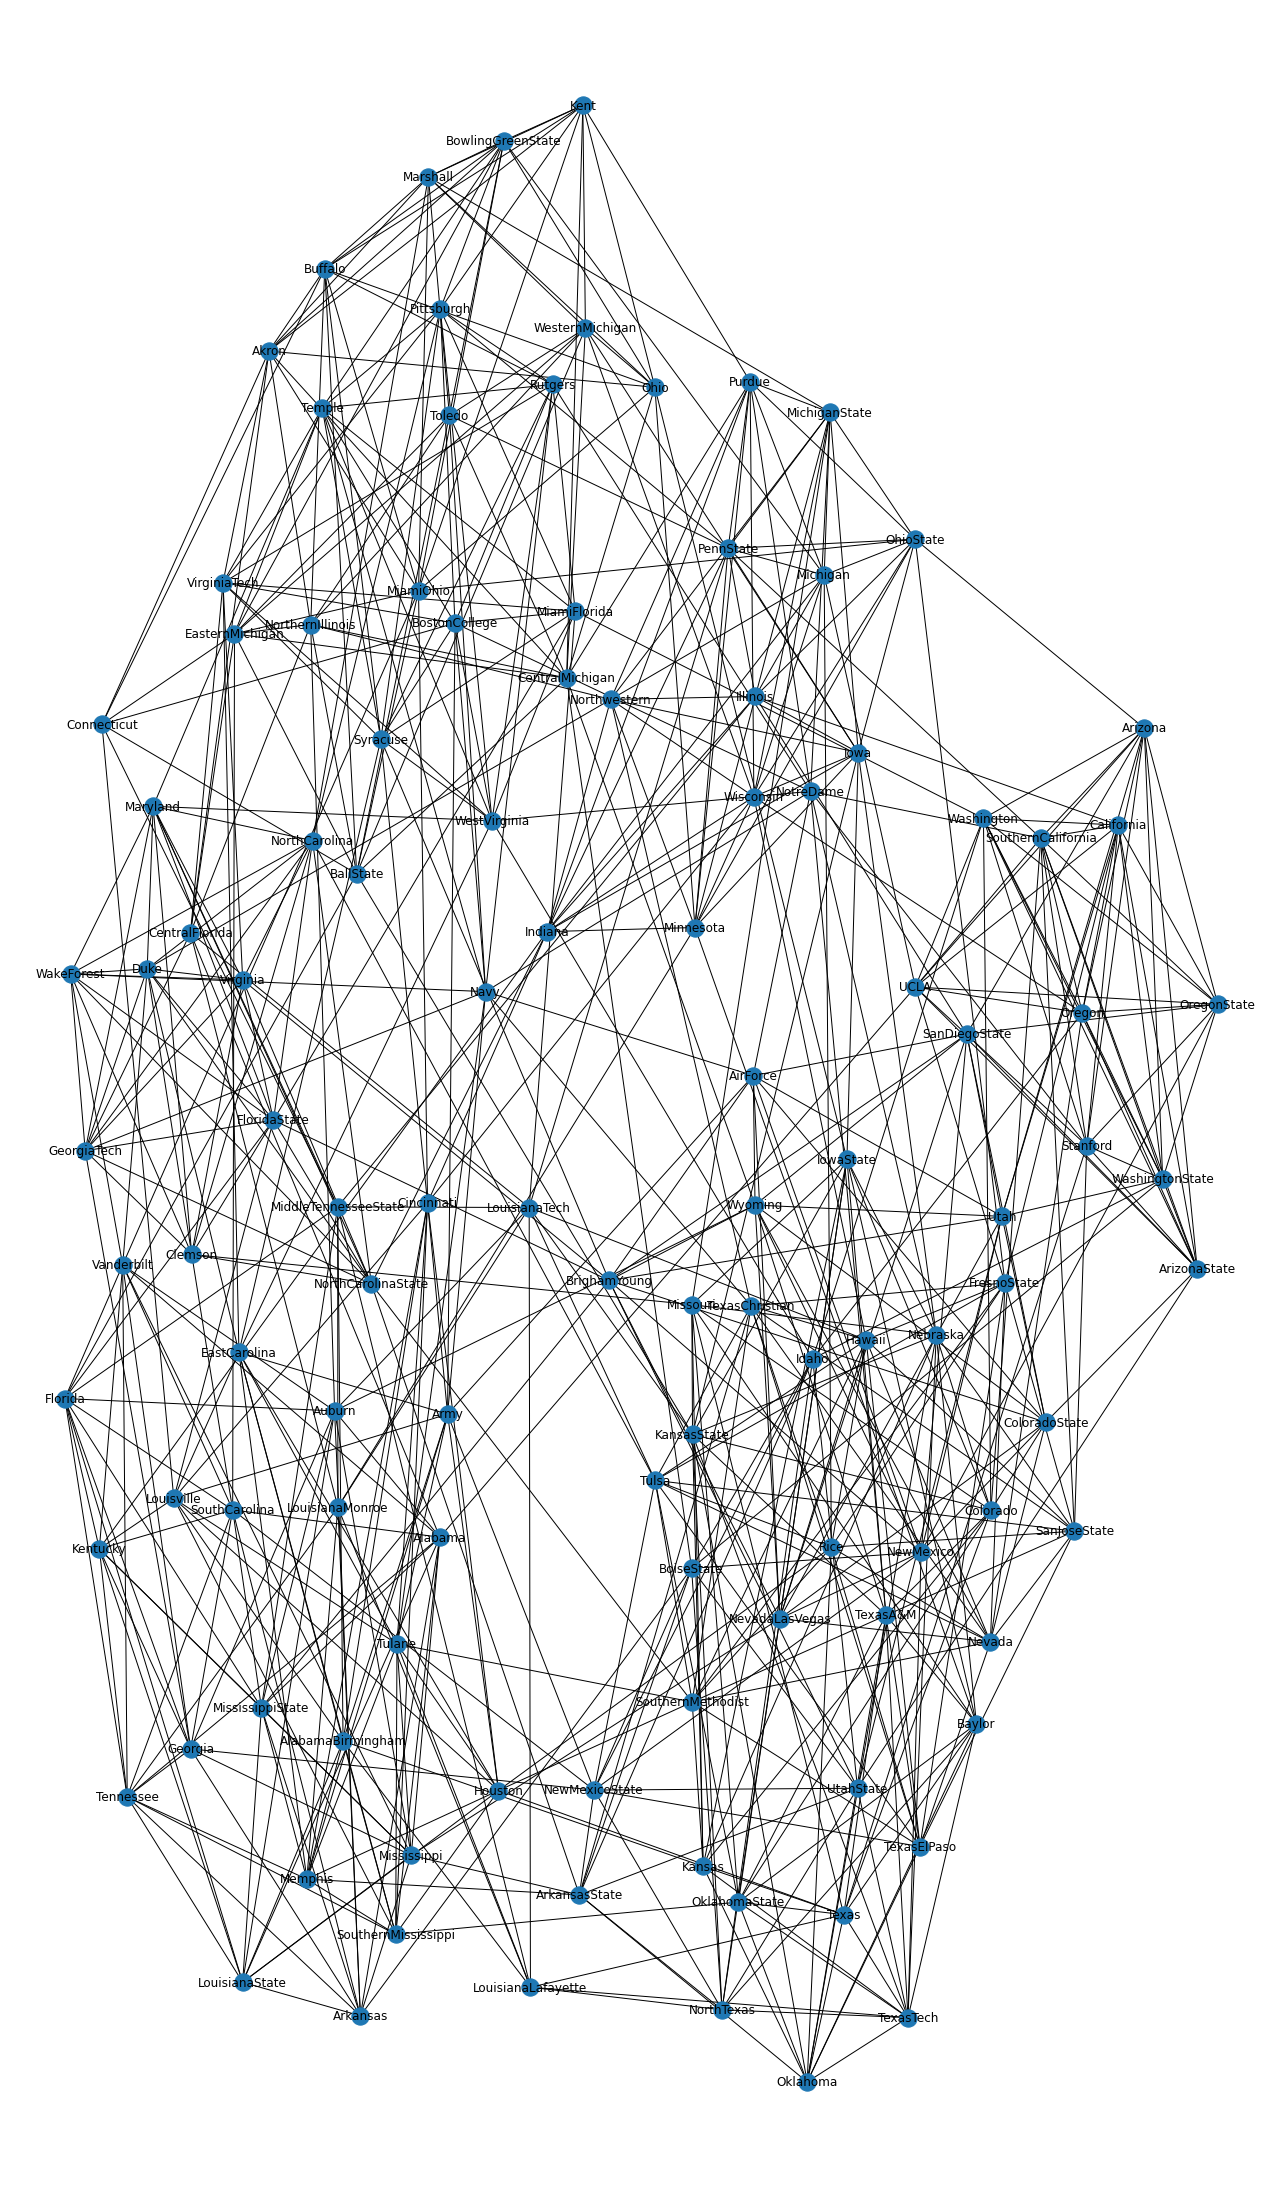 Kent
BowlingGreenState
Marshall
Buffalo
Pittsburgh
WesternMichigan
Akron
Rutgers
Ohio
Purdue
Temple
Toledo
MichiganState
OhioState
PennState
Michigan
VirginiaTech
MiamiOhio
MiamiFlorida
EasternMichigan
NorthernIllinois
BostonCollege
CentralMichigan
Northwestern
Illinois
Connecticut
Syracuse
Iowa
Arizona
Maryland
WestVirginia
Wisconsin
NotreDame
Washington
SouthernCalifornia
California
NorthCarolina
BallState
CentralFlorida
Indiana
Minnesota
WakeForest
Duke
Virginia
Navy
UCLA
Oregon
OregonState
SanDiegoState
AirForce
FloridaState
GeorgiaTech
IowaState
Stanford
WashingtonState
MiddleTennesseeState
Cincinnati
LouisianaTech
Wyoming
Utah
Vanderbilt
Clemson
NorthCarolinaState
BrighamYoung
ArizonaState
FresnoState
Missouri
TexasChristian
Hawaii
Nebraska
EastCarolina
Idaho
Florida
Auburn
Army
ColoradoState
KansasState
Tulsa
Louisville
SouthCarolina
LouisianaMonroe
Colorado
SanJoseState
Alabama
Kentucky
Rice
NewMexico
BoiseState
NevadaLasVegas
TexasA&M
Tulane
Nevada
MississippiState
SouthernMethodist
Baylor
AlabamaBirmingham
Georgia
Tennessee
Houston
NewMexicoState
UtahState
TexasElPaso
Mississippi
Memphis
Kansas
ArkansasState
OklahomaState
Texas
SouthernMississippi
LouisianaState
LouisianaLafayette
Arkansas
NorthTexas
TexasTech
Oklahoma